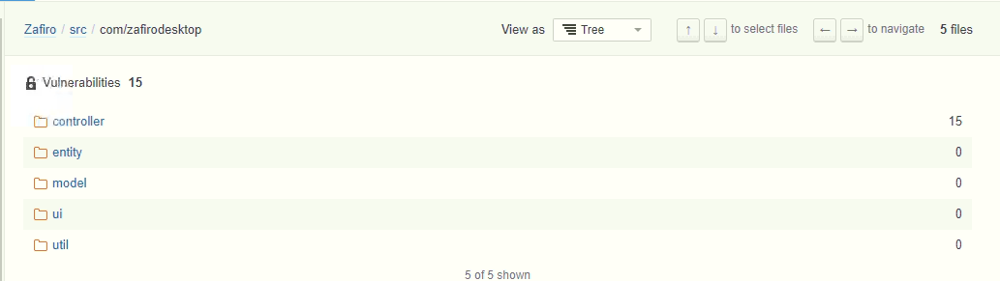 Zafiro / src / com/zafirodesktop View as Tree ↑ ↓ to select files ← → to navigate 5 files
Vulnerabilities 15
controller 15
entity 0
model 0
ui 0
util 0
5 of 5 shown